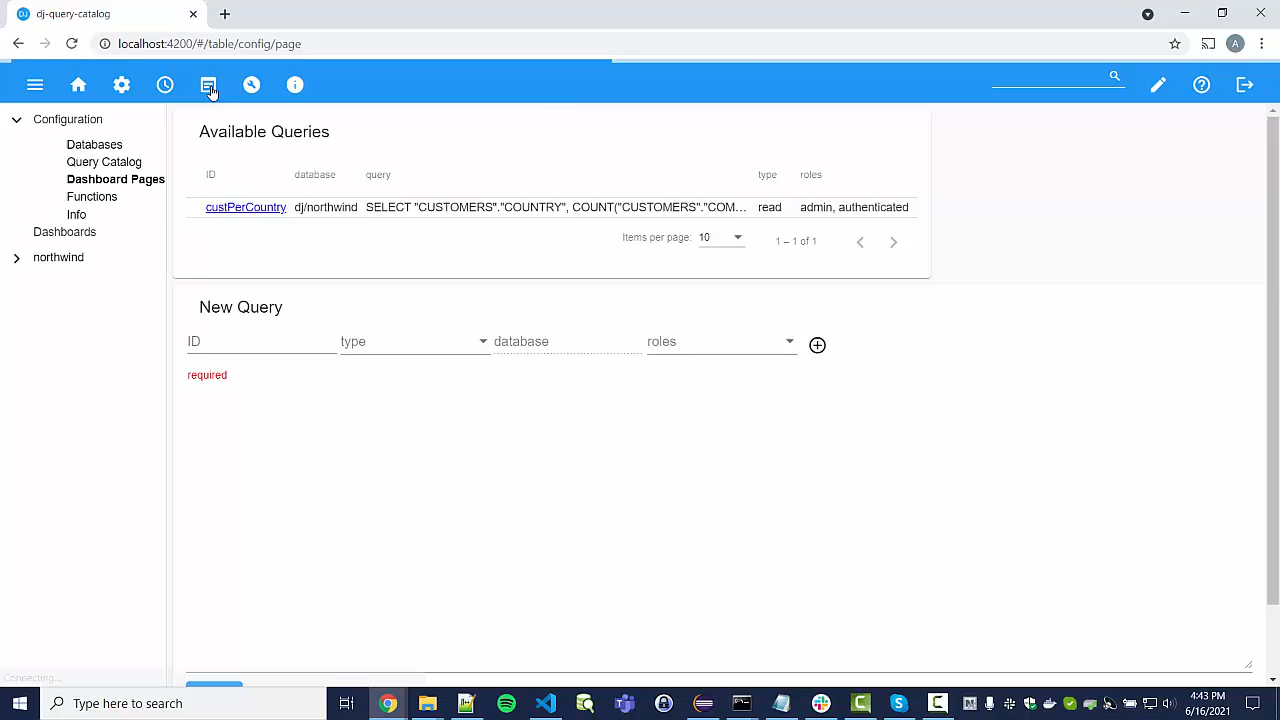 DJ dj-query-catalog
localhost:4200/#/table/config/page
A
Configuration
Databases
Query Catalog
Dashboard Pages
Functions
Info
Dashboards
northwind
Available Queries
ID database query type roles
custPerCountry dj/northwind SELECT "CUSTOMERS"."COUNTRY", COUNT("CUSTOMERS"."COM... read admin, authenticated
Items per page: 10 1 – 1 of 1
New Query
ID type database roles
required
Connecting...
Type here to search
4:43 PM
6/16/2021